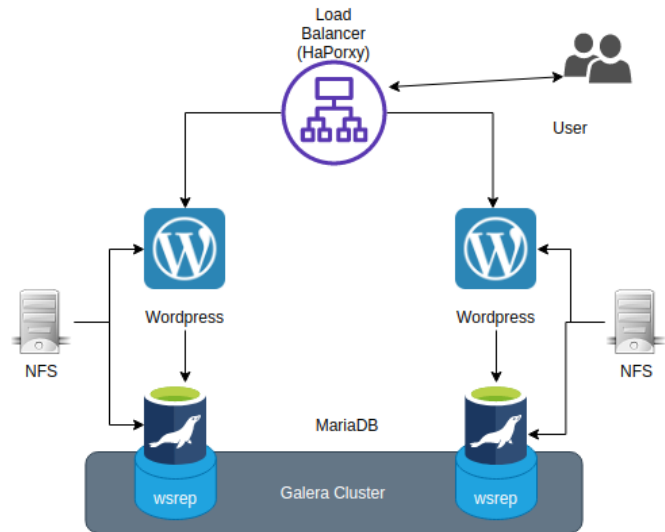 Load
Balancer
(HaPorxy)
User
Wordpress
Wordpress
NFS
NFS
MariaDB
Galera Cluster
wsrep
wsrep